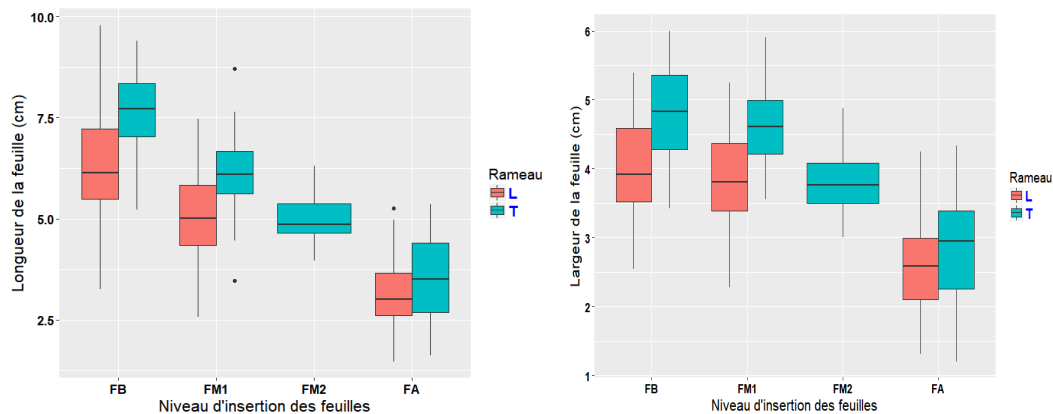 Longueur de la feuille (cm)
10.0
7.5
5.0
2.5
FB FM1 FM2 FA
Niveau d'insertion des feuilles
Rameau
L
T
Largeur de la feuille (cm)
6
5
4
3
2
1
FB FM1 FM2 FA
Niveau d'insertion des feuilles
Rameau
L
T